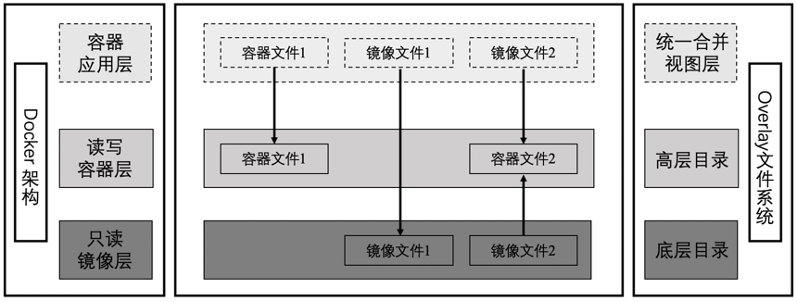 Docker 架构
容器
应用层
读写
容器层
只读
镜像层
容器文件1
镜像文件1
镜像文件2
容器文件1
容器文件2
镜像文件1
镜像文件2
统一合并
视图层
高层目录
底层目录
Overlay文件系统